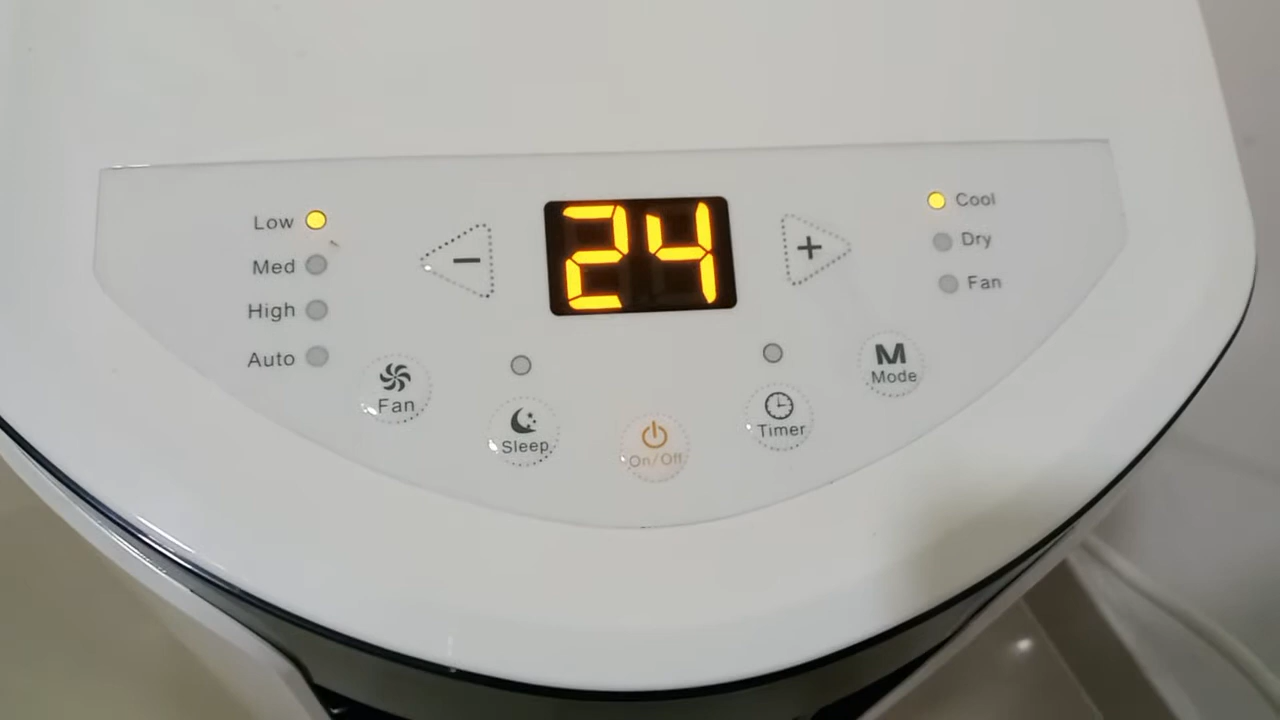 Low
Med
High
Auto
−
24
+
Cool
Dry
Fan
Fan
Sleep
On/Off
Timer
M
Mode